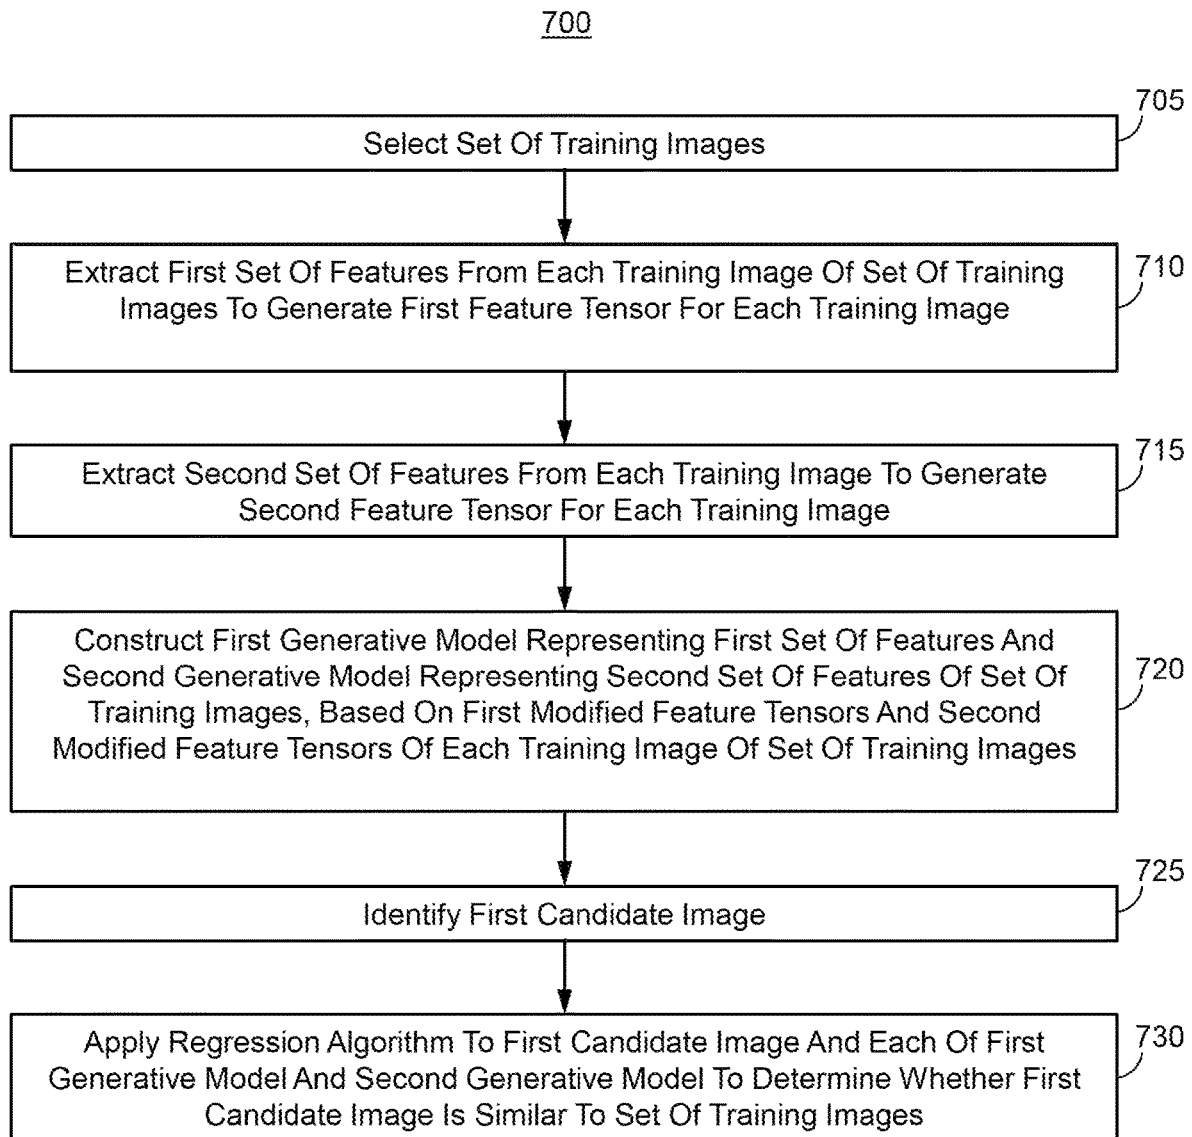 700
705
Select Set Of Training Images
710
Extract First Set Of Features From Each Training Image Of Set Of Training
Images To Generate First Feature Tensor For Each Training Image
715
Extract Second Set Of Features From Each Training Image To Generate
Second Feature Tensor For Each Training Image
720
Construct First Generative Model Representing First Set Of Features And
Second Generative Model Representing Second Set Of Features Of Set Of
Training Images, Based On First Modified Feature Tensors And Second
Modified Feature Tensors Of Each Training Image Of Set Of Training Images
725
Identify First Candidate Image
730
Apply Regression Algorithm To First Candidate Image And Each Of First
Generative Model And Second Generative Model To Determine Whether First
Candidate Image Is Similar To Set Of Training Images